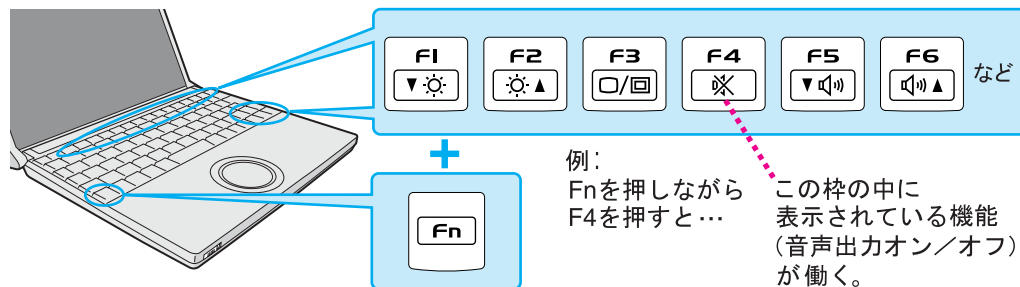 F1 F2 F3 F4 F5 F6 など
Fn
例：
Fnを押しながら
F4を押すと…
この枠の中に
表示されている機能
（音声出力オン／オフ）
が働く。